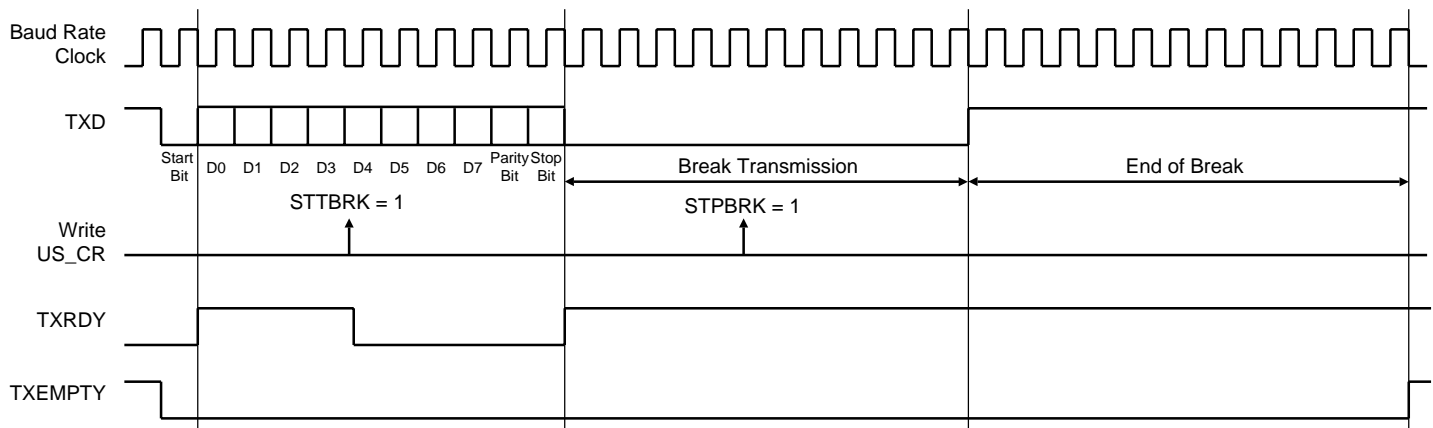 Baud Rate
Clock
TXD
Start
Bit
D0
D1
D2
D3
D4
D5
D6
D7
Parity
Bit
Stop
Bit
Break Transmission
End of Break
STTBRK = 1
STPBRK = 1
Write
US_CR
TXRDY
TXEMPTY